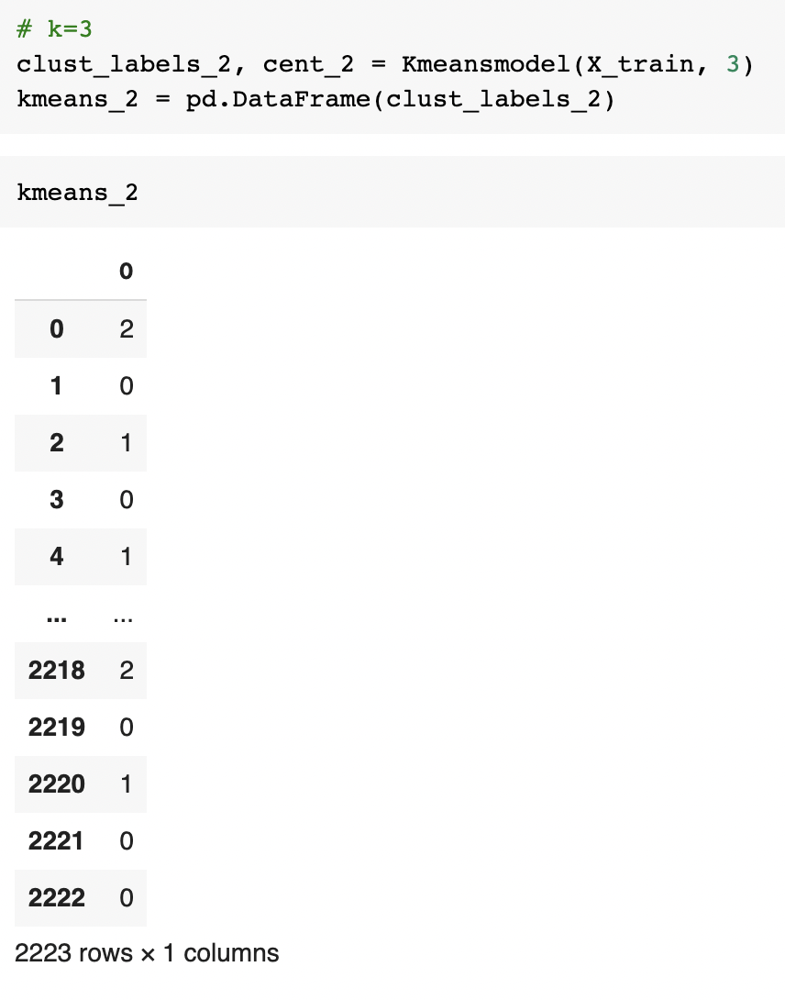 # k=3
clust_labels_2, cent_2 = Kmeansmodel(X_train, 3)
kmeans_2 = pd.DataFrame(clust_labels_2)
kmeans_2
0
0 2
1 0
2 1
3 0
4 1
... ...
2218 2
2219 0
2220 1
2221 0
2222 0
2223 rows × 1 columns